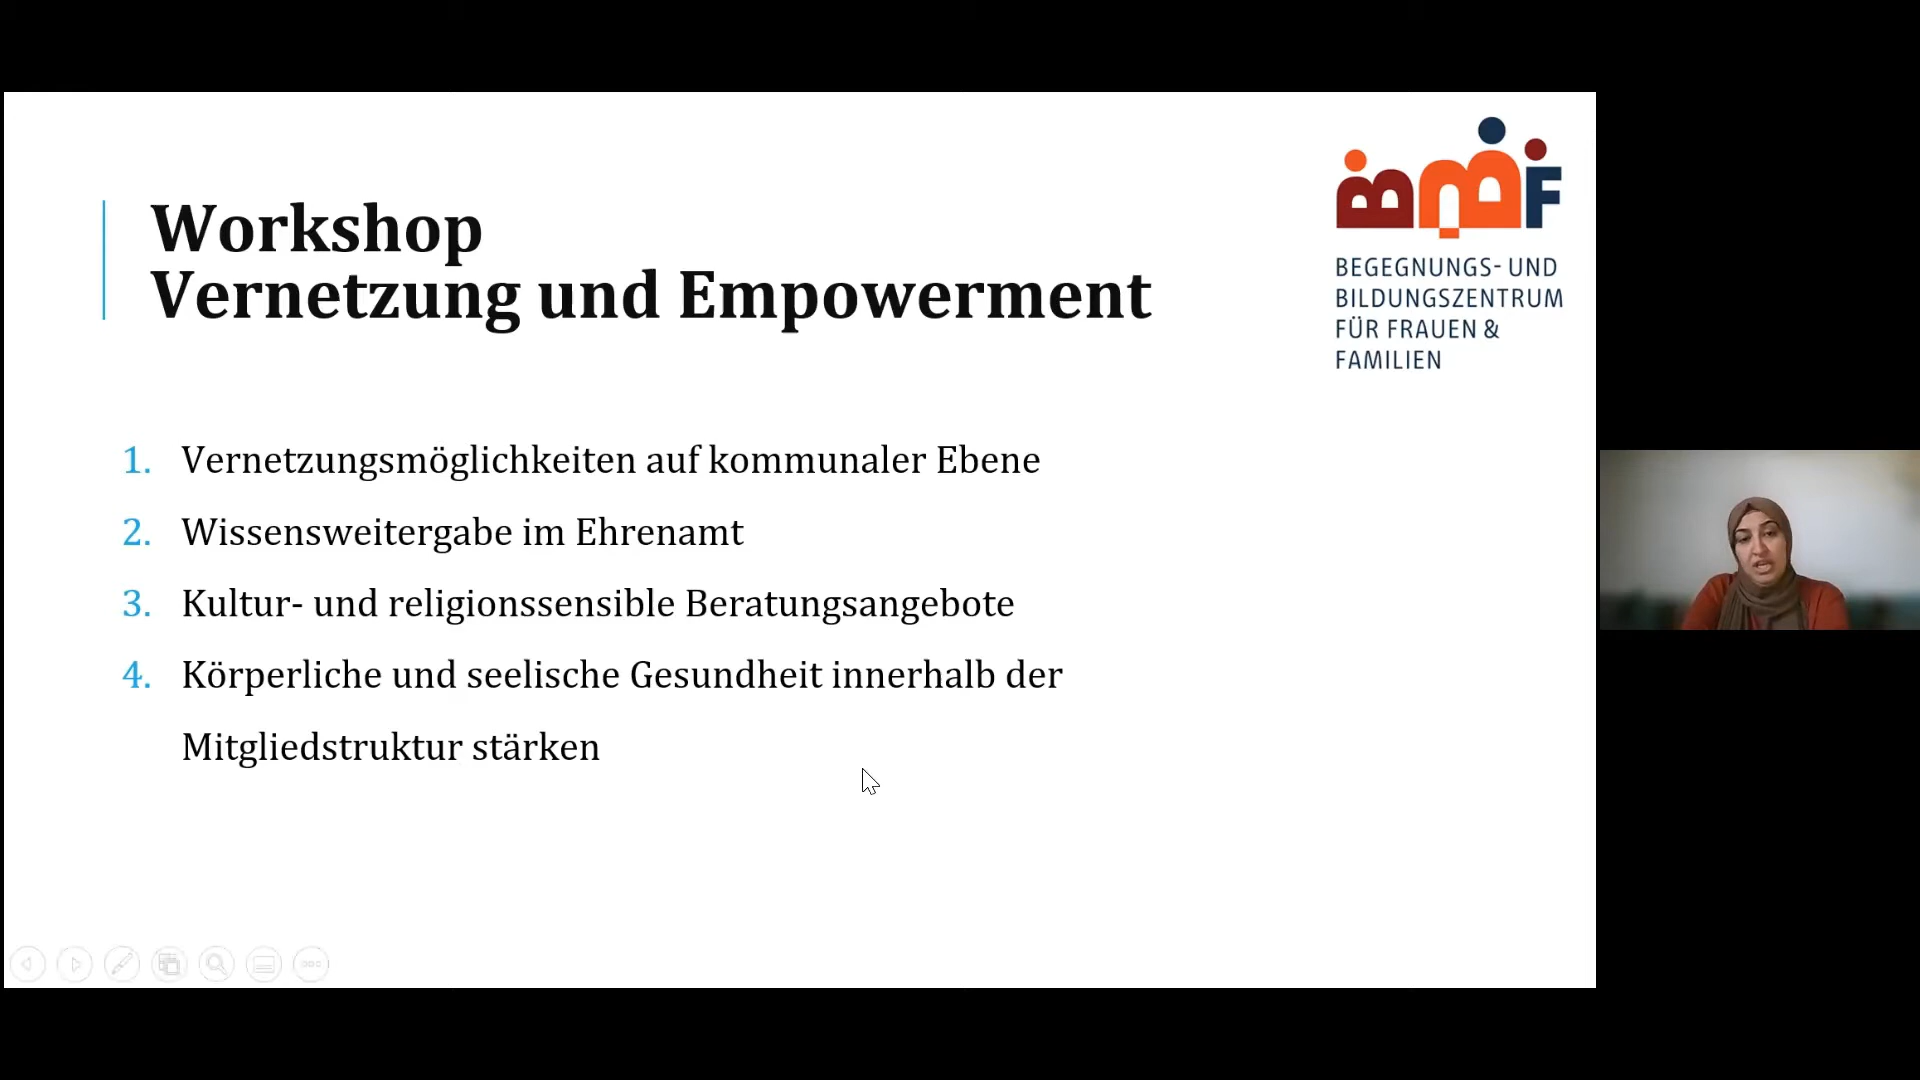 Workshop
Vernetzung und Empowerment
BBF
BEGEGNUNGS- UND
BILDUNGSZENTRUM
FÜR FRAUEN &
FAMILIEN
1. Vernetzungsmöglichkeiten auf kommunaler Ebene
2. Wissensweitergabe im Ehrenamt
3. Kultur- und religionssensible Beratungsangebote
4. Körperliche und seelische Gesundheit innerhalb der
Mitgliedstruktur stärken